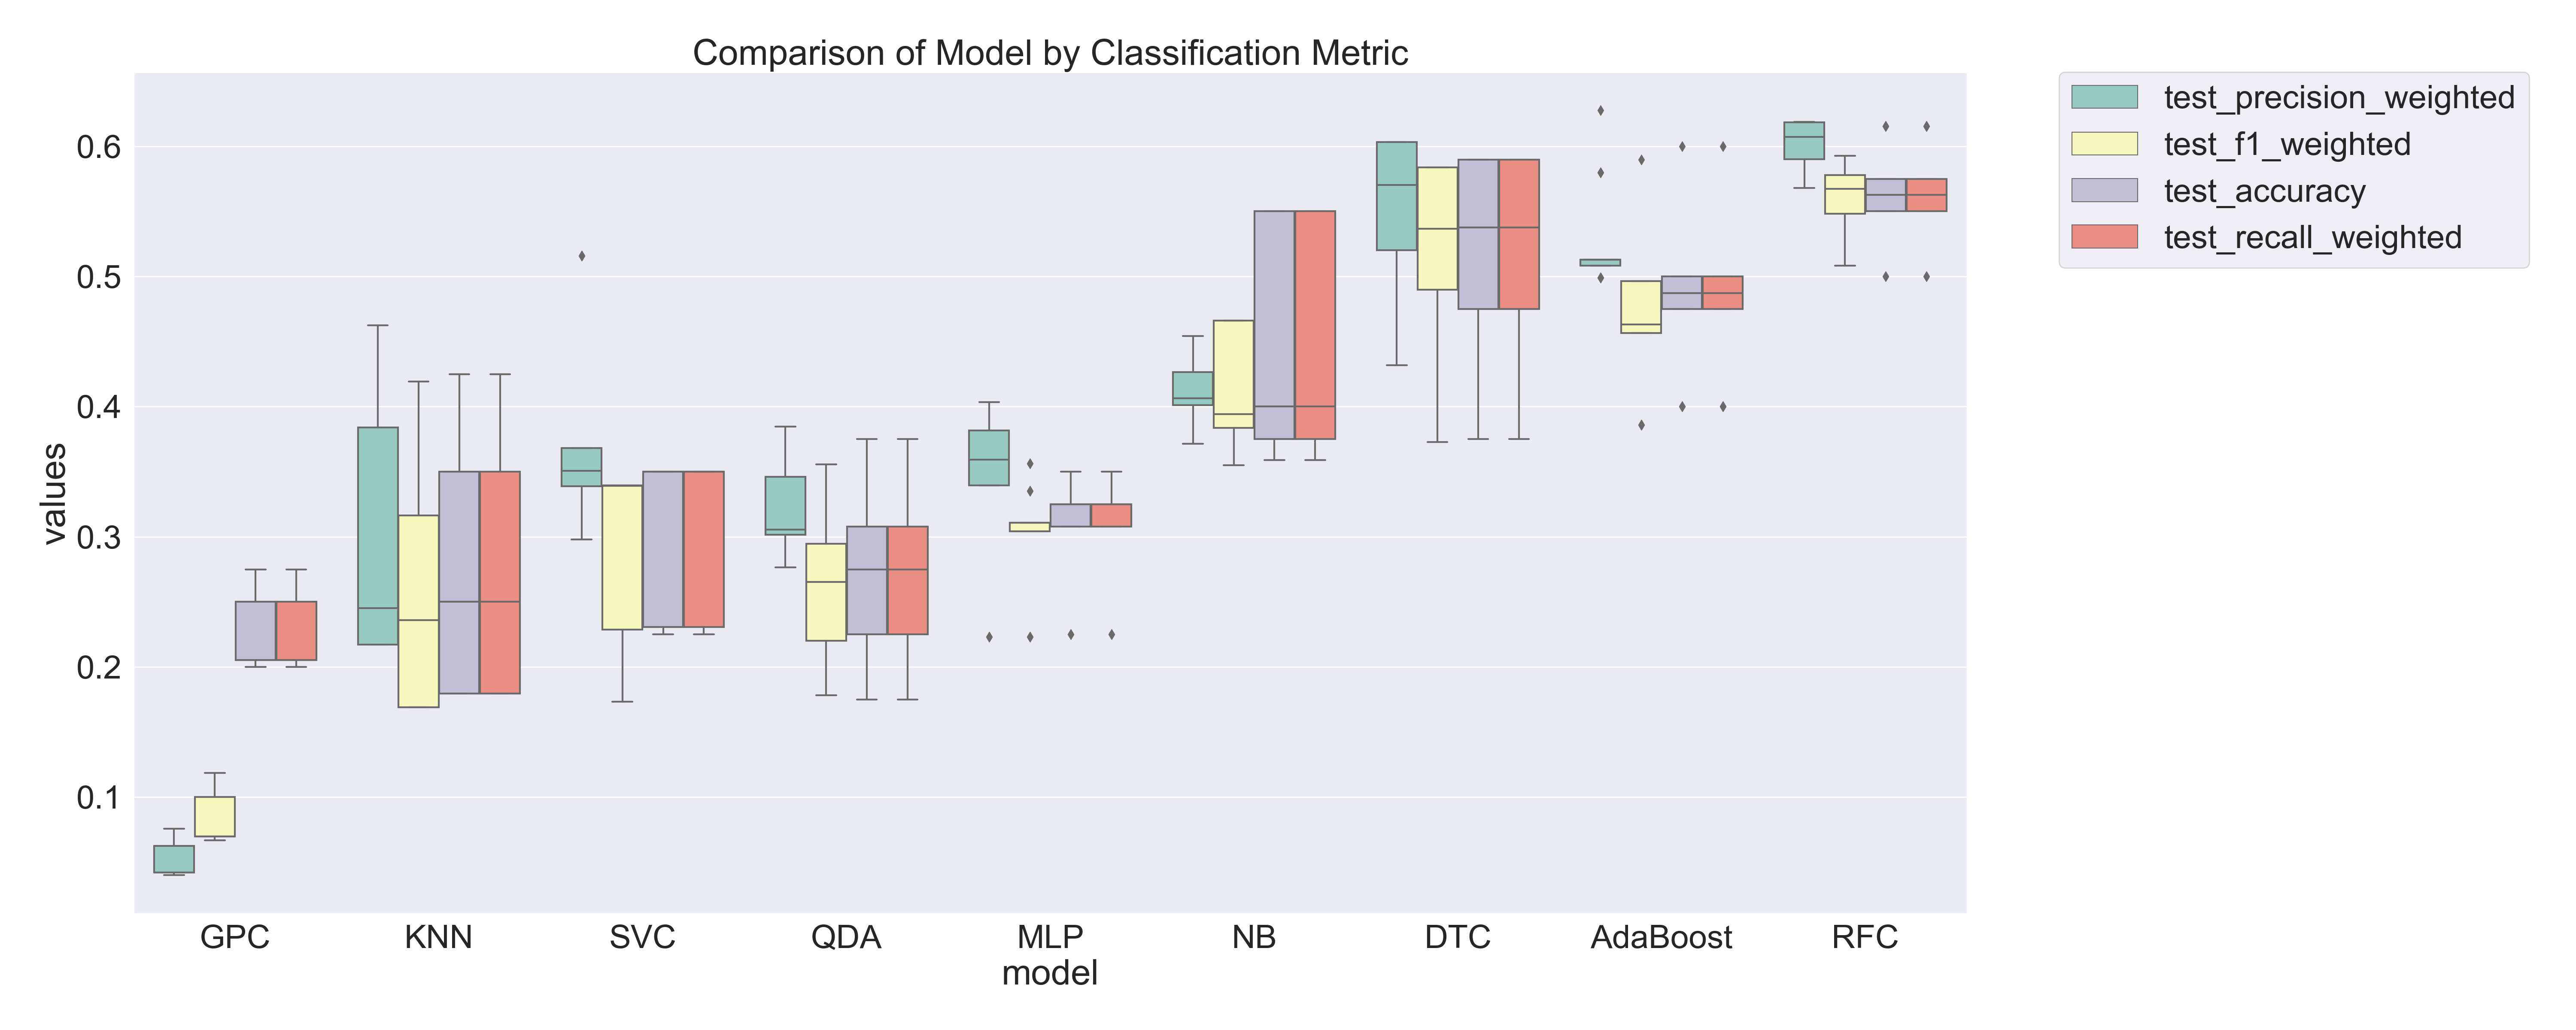 Comparison of Model by Classification Metric
test_precision_weighted
test_f1_weighted
test_accuracy
test_recall_weighted
values
0.6
0.5
0.4
0.3
0.2
0.1
GPC KNN SVC QDA MLP NB DTC AdaBoost RFC
model